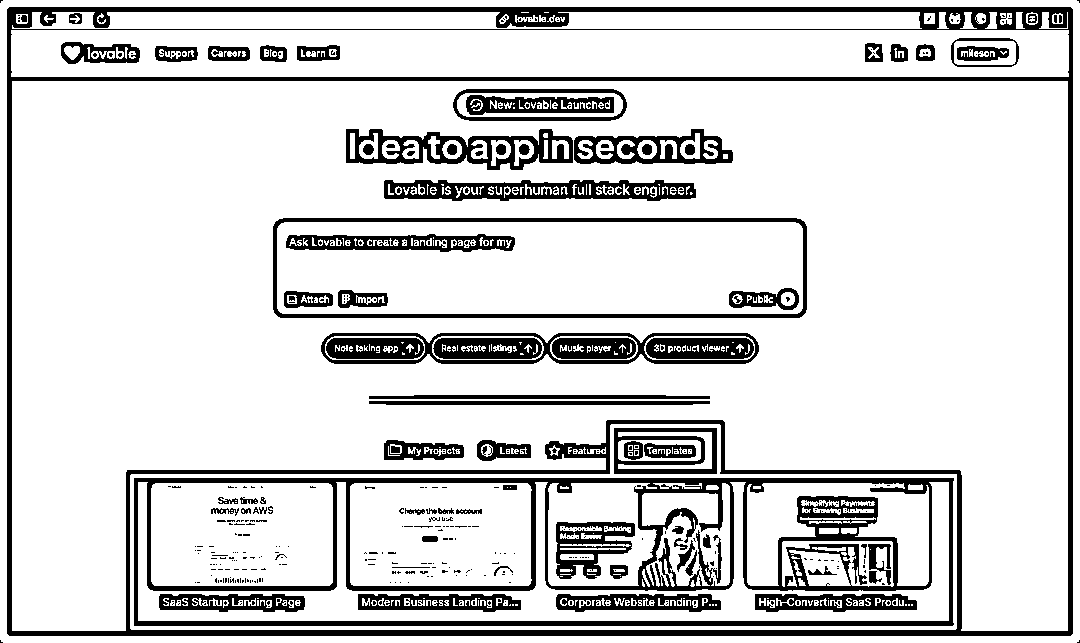 lovable.dev
lovable
Support
Careers
Blog
Learn
mileson
New: Lovable Launched
Idea to app in seconds.
Lovable is your superhuman full stack engineer.
Ask Lovable to create a landing page for my
Attach
Import
Public
Note taking app
Real estate listings
Music player
3D product viewer
My Projects
Latest
Featured
Templates
Save time &
money on AWS
Change the bank account
you use
Responsible Banking
Made Easier
Simplifying Payments
for Growing Business
SaaS Startup Landing Page
Modern Business Landing Pa...
Corporate Website Landing P...
High-Converting SaaS Produ...